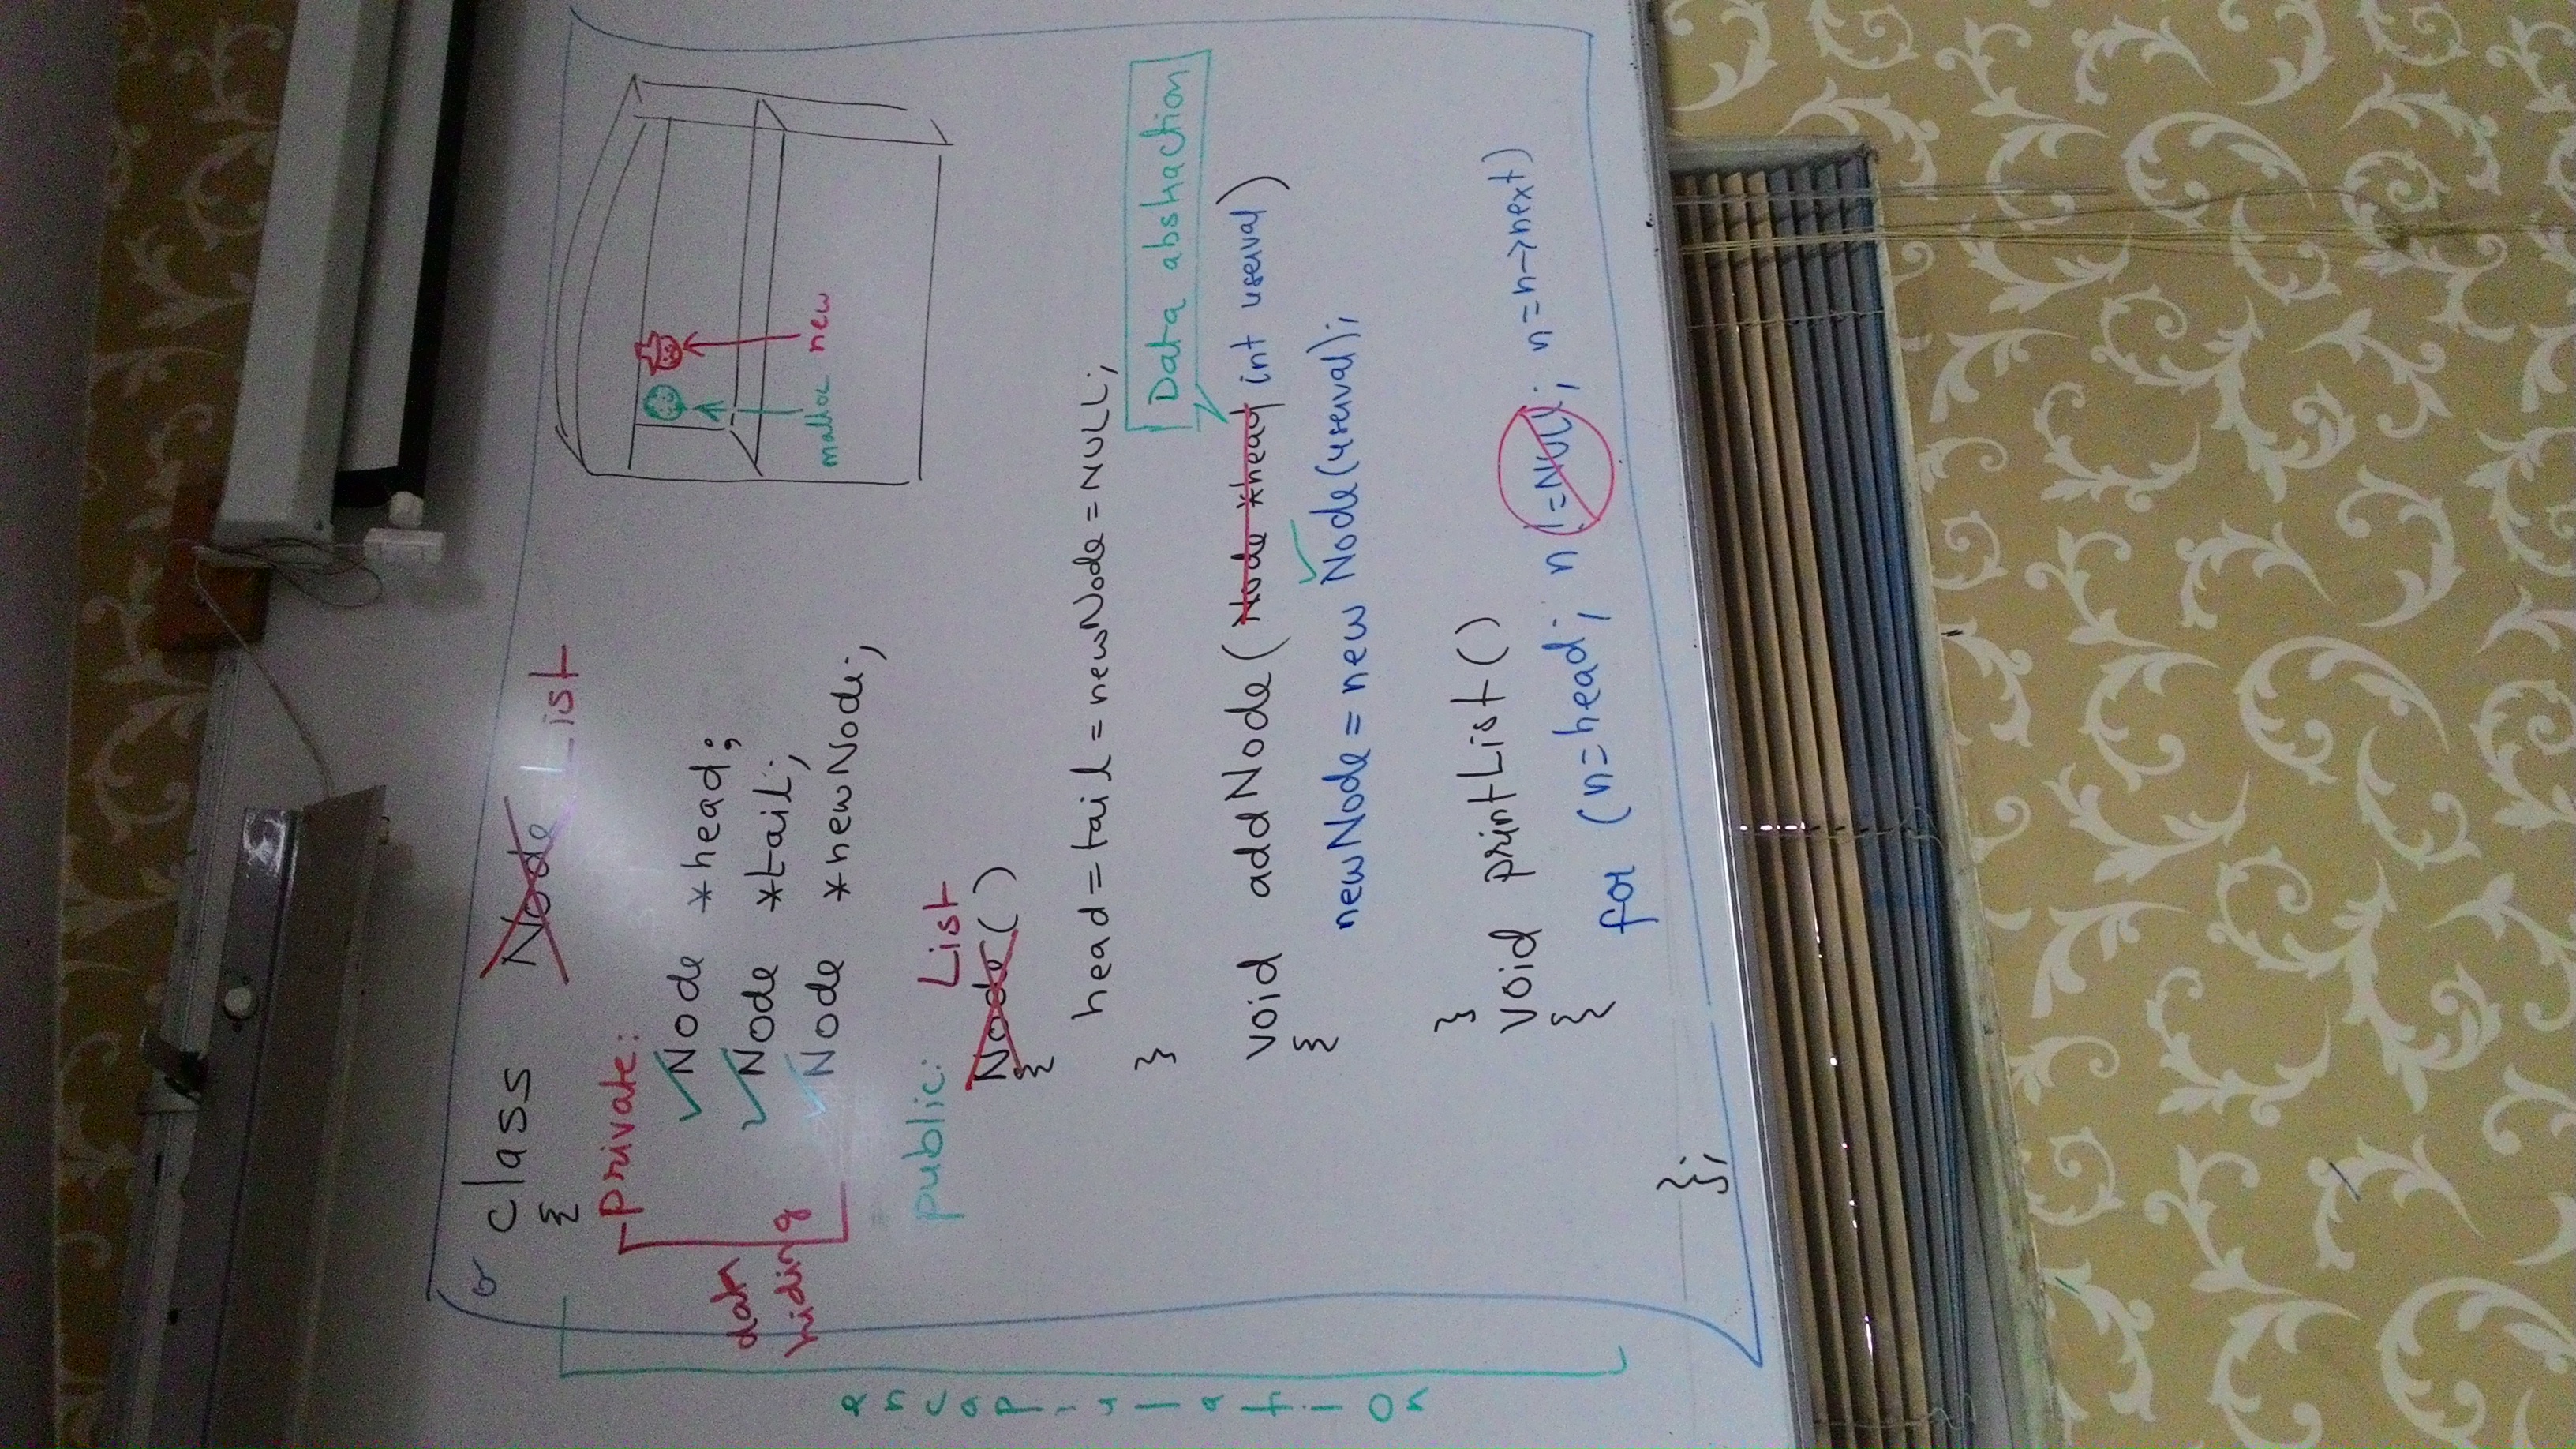 class Node List
{
private:
Node *head;
Node *tail;
Node *newNode;
data
hiding
malloc new
encapsulation
public: List
Node()
{
head=tail=newNode=NULL;
}
Data abstraction
void addNode(Node *head int userval)
{
newNode = new Node(userval);
}
void printList()
{
for (n=head; n!=NULL; n=n->next)
};